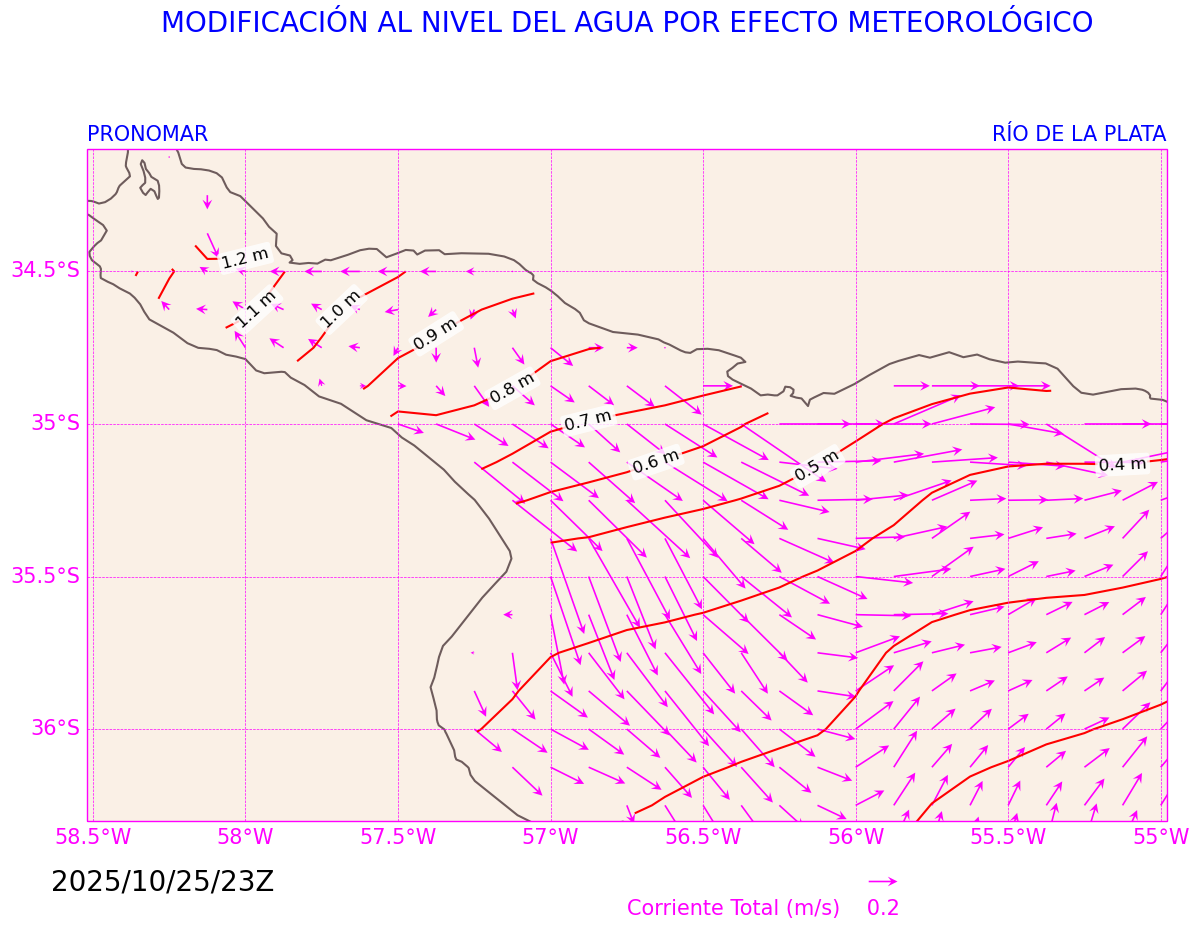 MODIFICACIÓN AL NIVEL DEL AGUA POR EFECTO METEOROLÓGICO
PRONOMAR
RÍO DE LA PLATA
1.2 m
34.5°S
1.1 m
1.0 m
0.9 m
0.8 m
0.7 m
35°S
0.6 m
0.5 m
0.4 m
35.5°S
36°S
58.5°W 58°W 57.5°W 57°W 56.5°W 56°W 55.5°W 55°W
2025/10/25/23Z
Corriente Total (m/s) 0.2